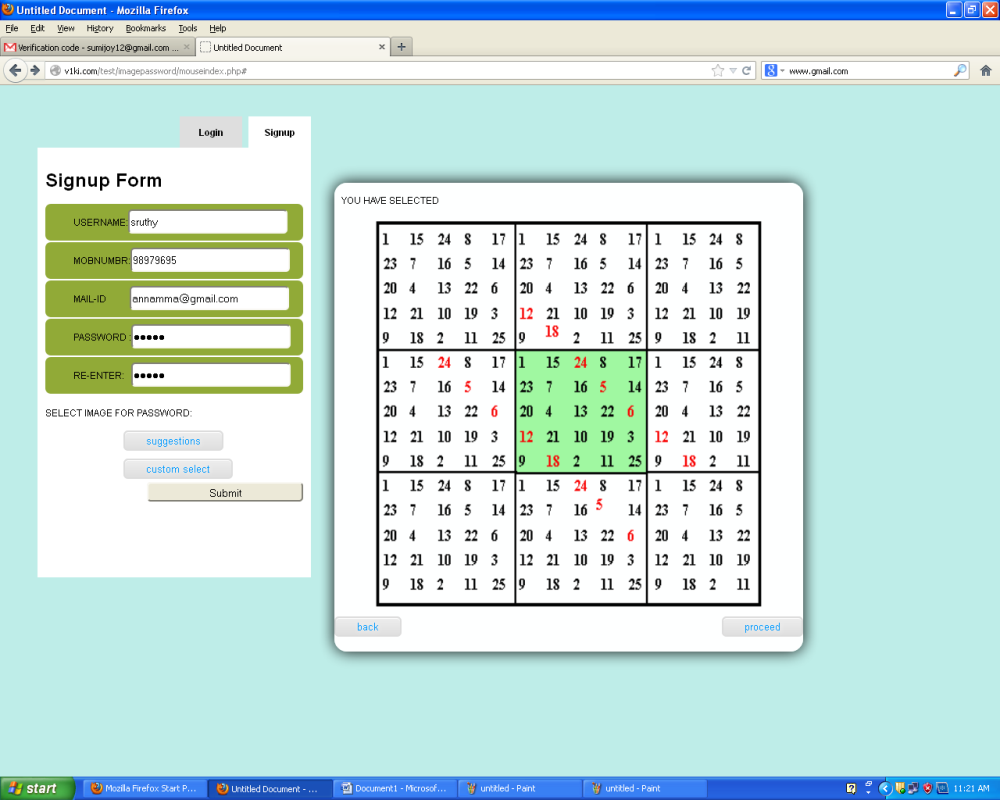 Untitled Document - Mozilla Firefox
File Edit View History Bookmarks Tools Help
Verification code - sumijoy12@gmail.com ... Untitled Document
v1ki.com/test/imagepassword/mouseindex.php# www.gmail.com
Login Signup
Signup Form
USERNAME: sruthy
MOBNUMBR: 98979695
MAIL-ID annamma@gmail.com
PASSWORD : •••••
RE-ENTER: •••••
SELECT IMAGE FOR PASSWORD:
suggestions
custom select
Submit
YOU HAVE SELECTED
1 15 24 8 17 1 15 24 8 17 1 15 24 8
23 7 16 5 14 23 7 16 5 14 23 7 16 5
20 4 13 22 6 20 4 13 22 6 20 4 13 22
12 21 10 19 3 12 21 10 19 3 12 21 10 19
9 18 2 11 25 9 18 2 11 25 9 18 2 11
1 15 24 8 17 1 15 24 8 17 1 15 24 8
23 7 16 5 14 23 7 16 5 14 23 7 16 5
20 4 13 22 6 20 4 13 22 6 20 4 13 22
12 21 10 19 3 12 21 10 19 3 12 21 10 19
9 18 2 11 25 9 18 2 11 25 9 18 2 11
1 15 24 8 17 1 15 24 8 17 1 15 24 8
23 7 16 5 14 23 7 16 5 14 23 7 16 5
20 4 13 22 6 20 4 13 22 6 20 4 13 22
12 21 10 19 3 12 21 10 19 3 12 21 10 19
9 18 2 11 25 9 18 2 11 25 9 18 2 11
back proceed
start Mozilla Firefox Start P... Untitled Document - ... Document1 - Microsof... untitled - Paint untitled - Paint 11:21 AM